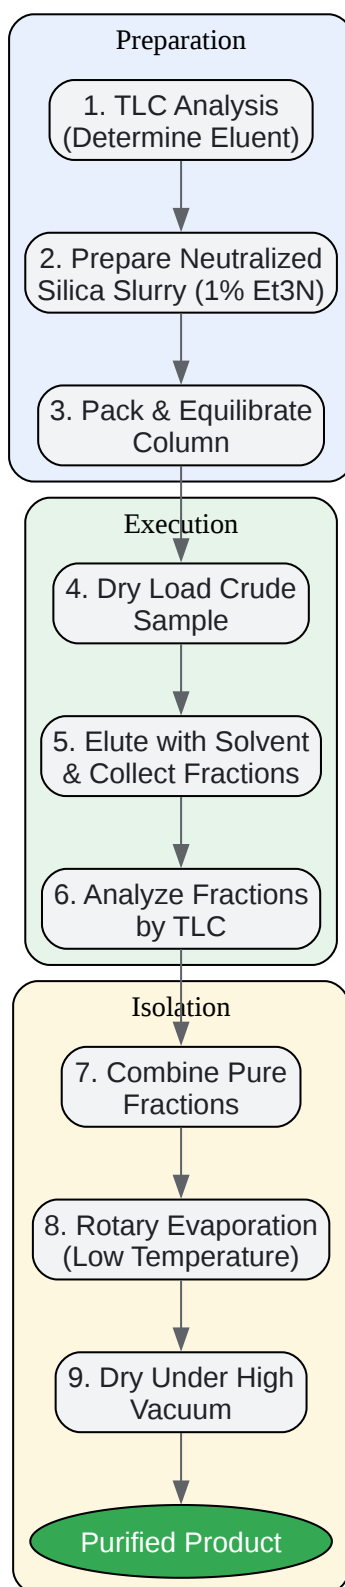 Preparation
1. TLC Analysis
(Determine Eluent)
2. Prepare Neutralized
Silica Slurry (1% Et3N)
3. Pack & Equilibrate
Column
Execution
4. Dry Load Crude
Sample
5. Elute with Solvent
& Collect Fractions
6. Analyze Fractions
by TLC
Isolation
7. Combine Pure
Fractions
8. Rotary Evaporation
(Low Temperature)
9. Dry Under High
Vacuum
Purified Product